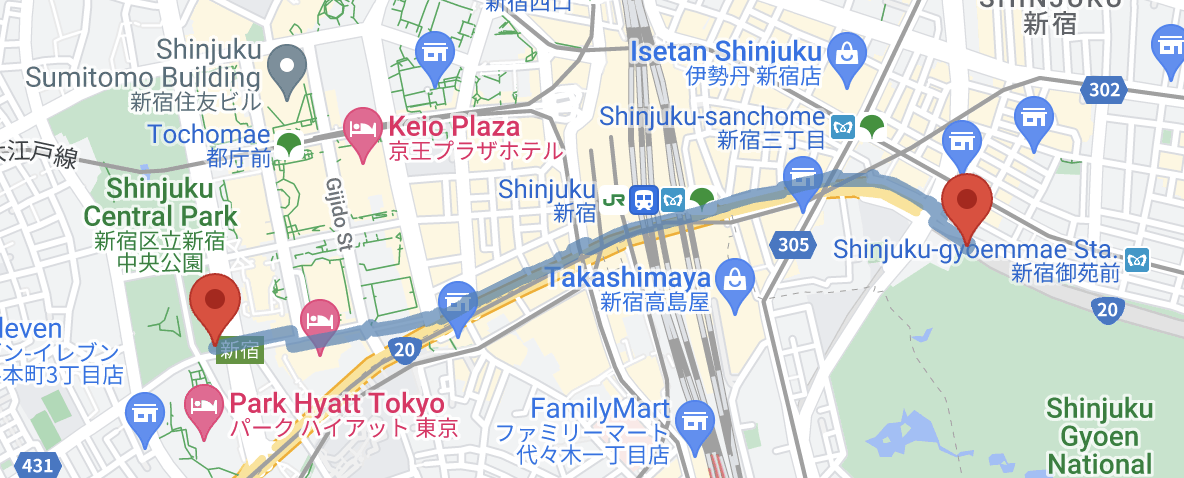 新宿西口
SHINJUKU
新宿
Shinjuku
Sumitomo Building
新宿住友ビル
Isetan Shinjuku
伊勢丹 新宿店
302
Keio Plaza
京王プラザホテル
Shinjuku-sanchome
新宿三丁目
Tochomae
都庁前
大江戸線
Shinjuku
Central Park
新宿区立新宿
中央公園
Gijido St
Shinjuku
新宿
JR
305
Shinjuku-gyoemmae Sta.
新宿御苑前
Takashimaya
新宿高島屋
20
新宿
20
leven
ン-イレブン
本町3丁目店
Park Hyatt Tokyo
パーク ハイアット 東京
FamilyMart
ファミリーマート
代々木一丁目店
Shinjuku
Gyoen
National
431